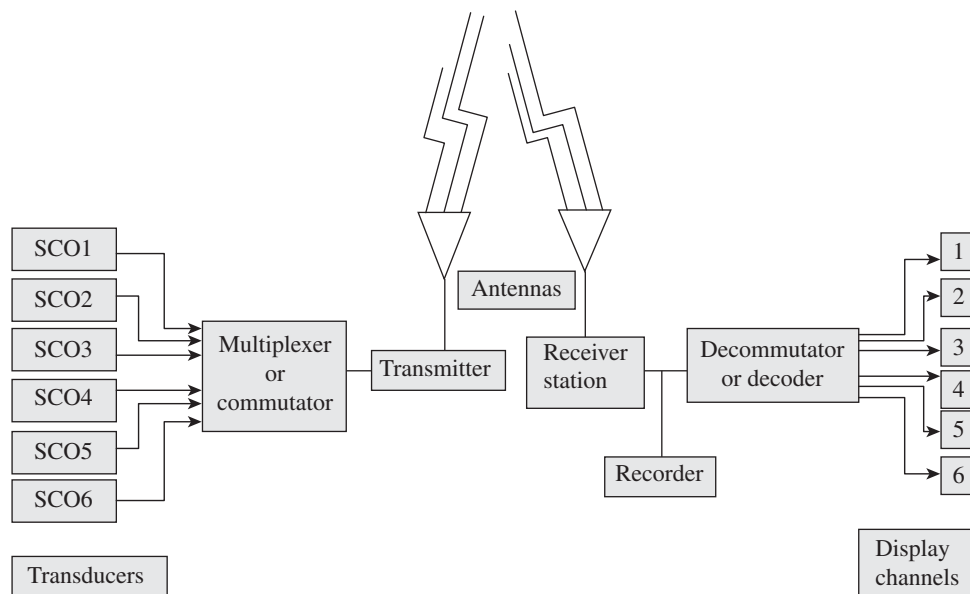 SCO1
SCO2
SCO3
SCO4
SCO5
SCO6
Transducers
Multiplexer
or
commutator
Transmitter
Antennas
Receiver
station
Recorder
Decommutator
or decoder
1
2
3
4
5
6
Display
channels